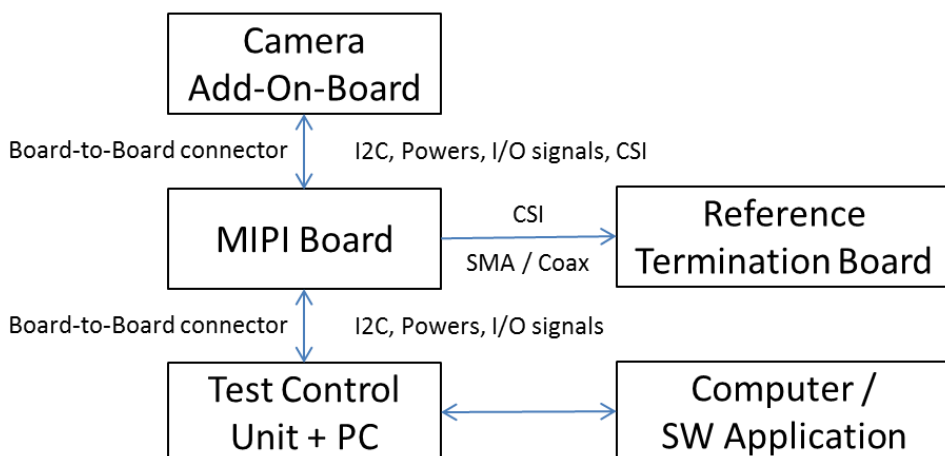 Camera
Add-On-Board
Board-to-Board connector
I2C, Powers, I/O signals, CSI
MIPI Board
CSI
SMA / Coax
Reference
Termination Board
Board-to-Board connector
I2C, Powers, I/O signals
Test Control
Unit + PC
Computer /
SW Application